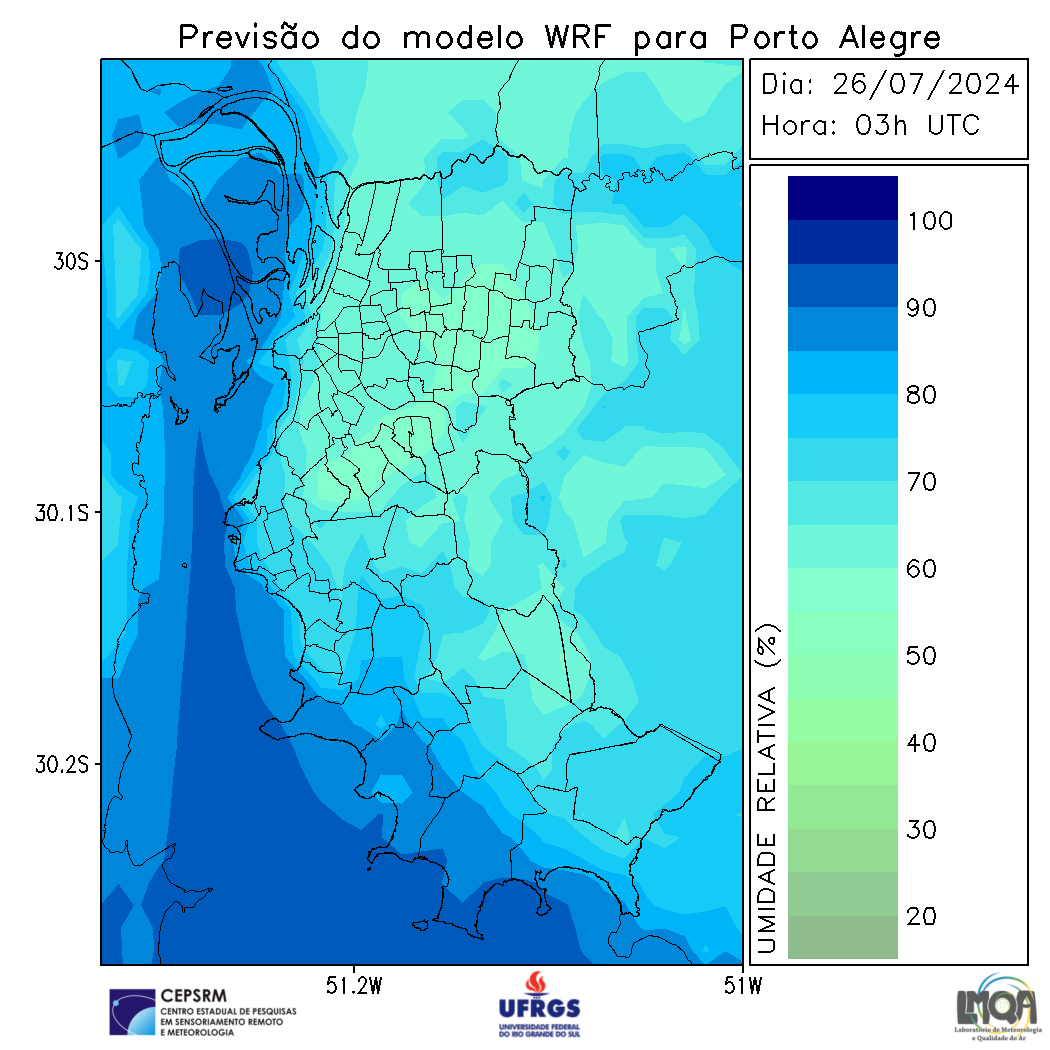 Previsão do modelo WRF para Porto Alegre
Dia: 26/07/2024
Hora: 03h UTC
100
90
80
70
60
50
40
30
20
UMIDADE RELATIVA (%)
30S
30.1S
30.2S
51.2W
51W
CEPSRM
CENTRO ESTADUAL DE PESQUISAS
EM SENSORIAMENTO REMOTO
E METEOROLOGIA
UFRGS
UNIVERSIDADE FEDERAL
DO RIO GRANDE DO SUL
LMQA
Laboratório de Meteorologia
e Qualidade do Ar